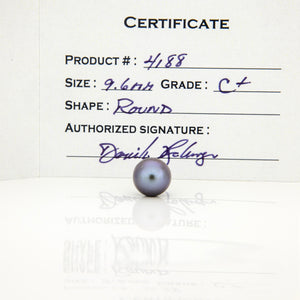 CERTIFICATE
PRODUCT #: 4188
SIZE: 9.6mm GRADE: C+
SHAPE: ROUND
AUTHORIZED SIGNATURE: